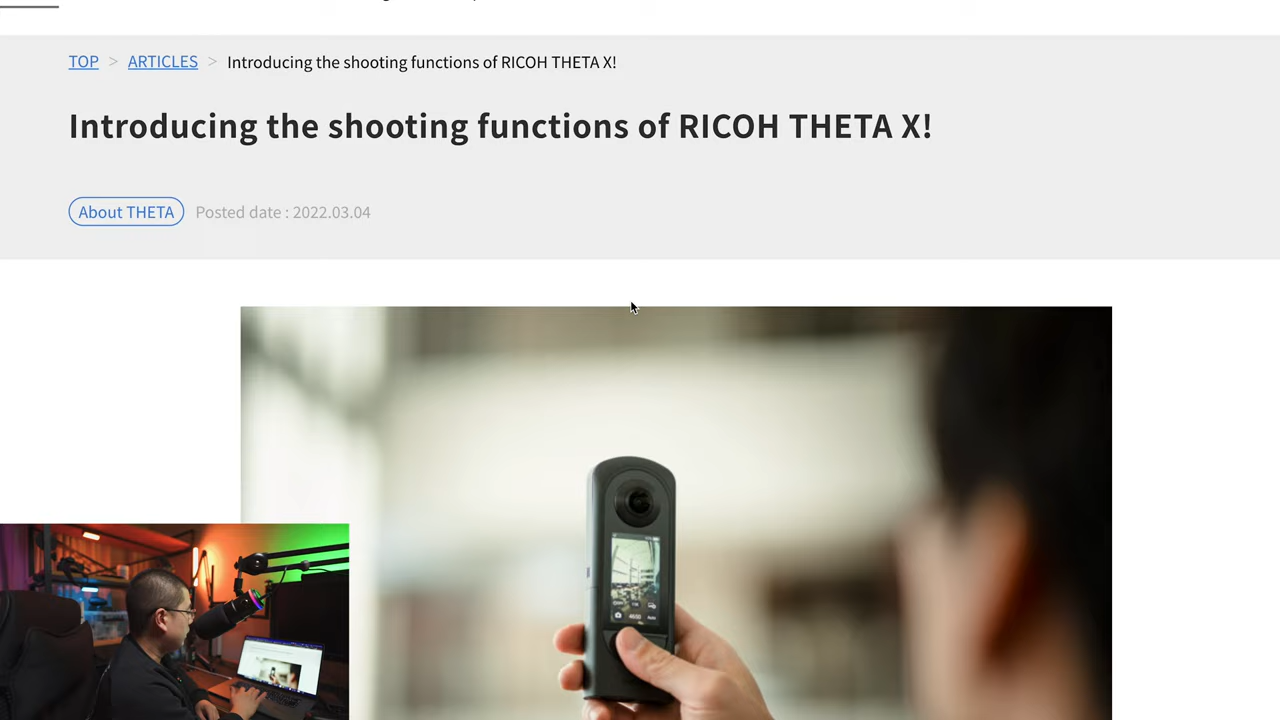 TOP > ARTICLES > Introducing the shooting functions of RICOH THETA X!
Introducing the shooting functions of RICOH THETA X!
About THETA Posted date : 2022.03.04